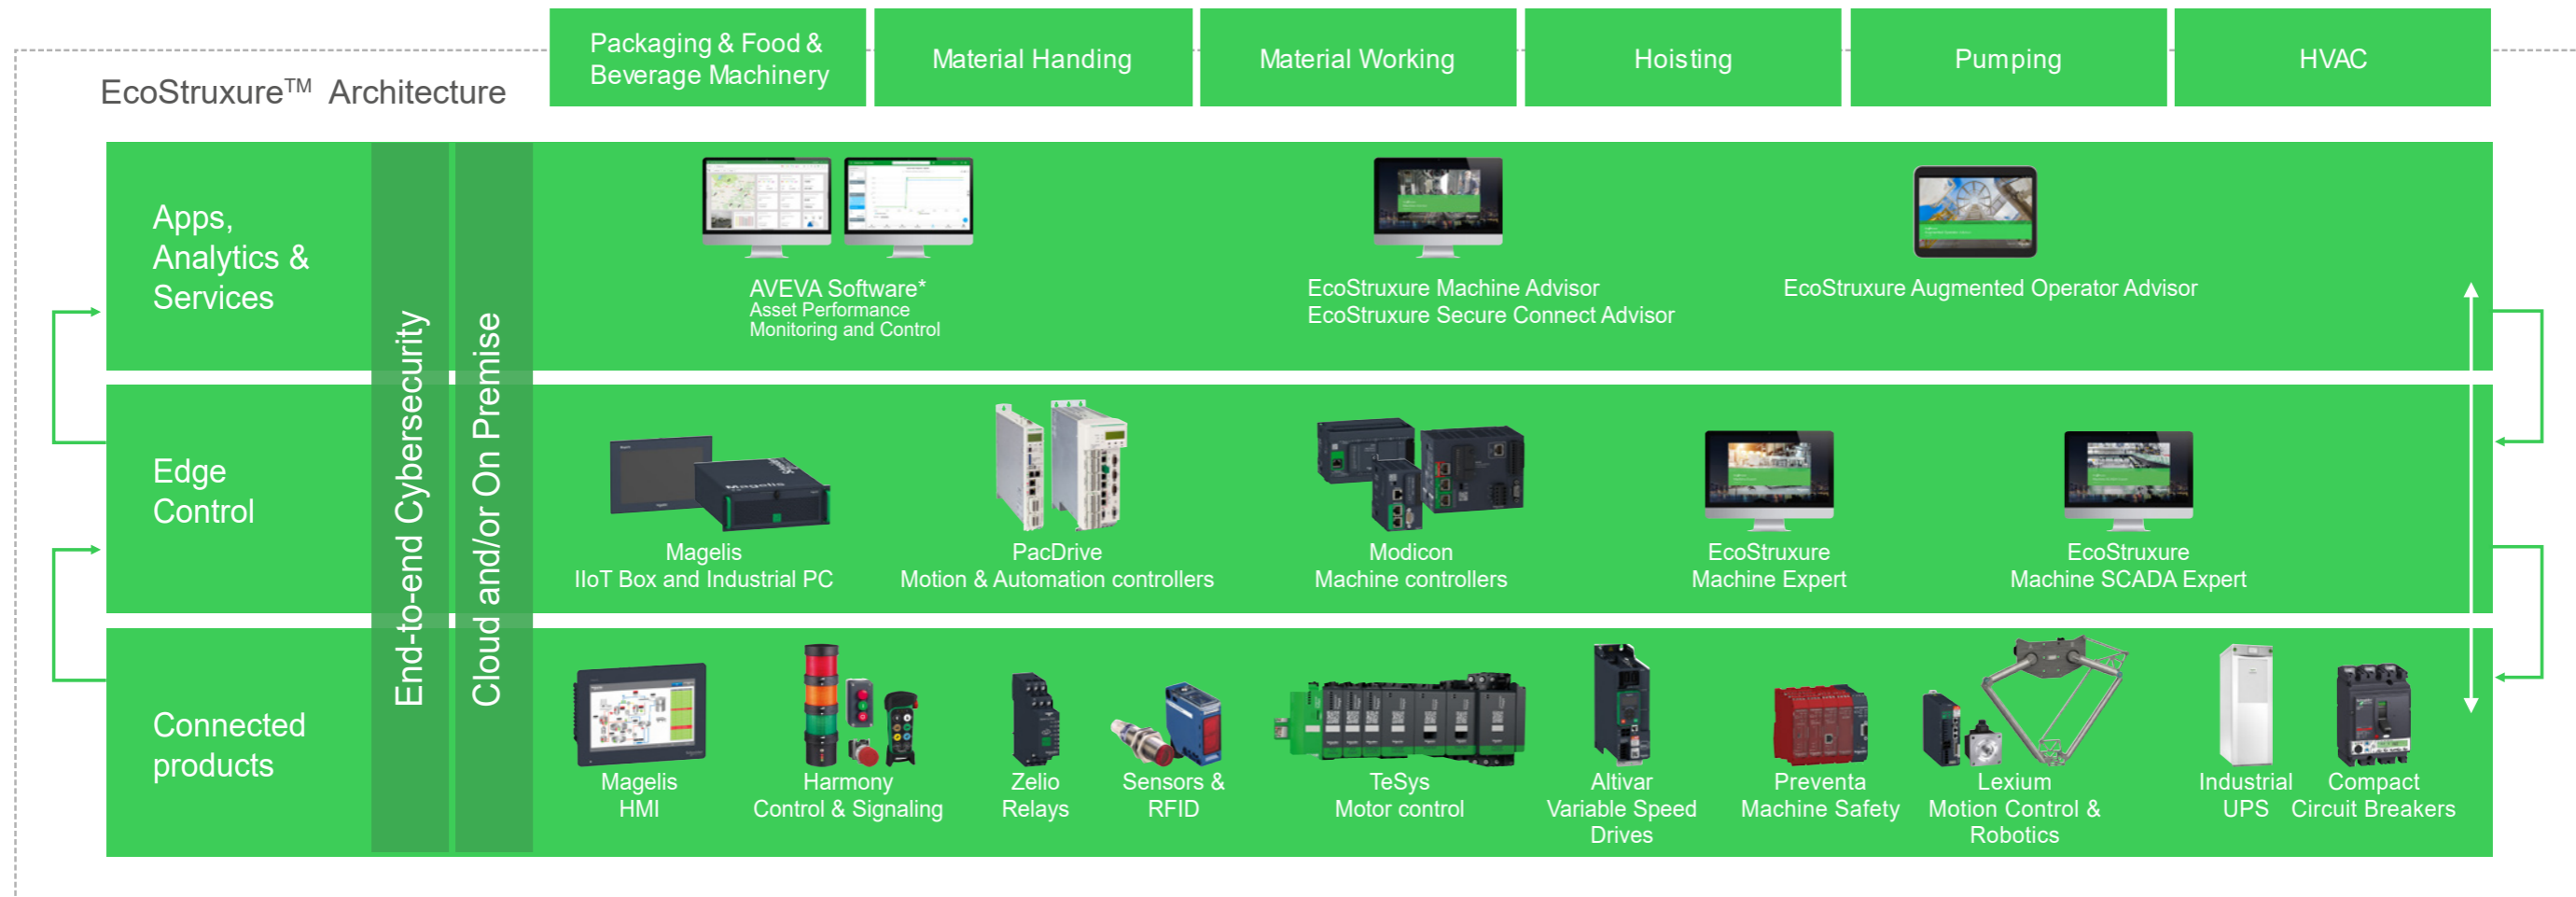 Packaging & Food &
Beverage Machinery
Material Handing
Material Working
Hoisting
Pumping
HVAC
EcoStruxure™ Architecture
Apps,
Analytics &
Services
End-to-end Cybersecurity
Cloud and/or On Premise
AVEVA Software*
Asset Performance
Monitoring and Control
EcoStruxure Machine Advisor
EcoStruxure Secure Connect Advisor
EcoStruxure Augmented Operator Advisor
Edge
Control
Magelis
Magelis
IIoT Box and Industrial PC
PacDrive
Motion & Automation controllers
Modicon
Machine controllers
EcoStruxure
Machine Expert
EcoStruxure
Machine SCADA Expert
Connected
products
Magelis
HMI
Harmony
Control & Signaling
Zelio
Relays
Sensors &
RFID
TeSys
Motor control
Altivar
Variable Speed
Drives
Preventa
Machine Safety
Lexium
Motion Control &
Robotics
Industrial
UPS
Compact
Circuit Breakers